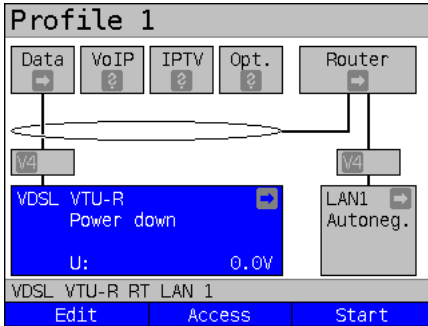 Profile 1
Data VoIP IPTV Opt. Router
? ? ?
V4 V4
VDSL VTU-R
Power down
U: 0.0V
LAN1
Autoneg.
VDSL VTU-R RT LAN 1
Edit Access Start